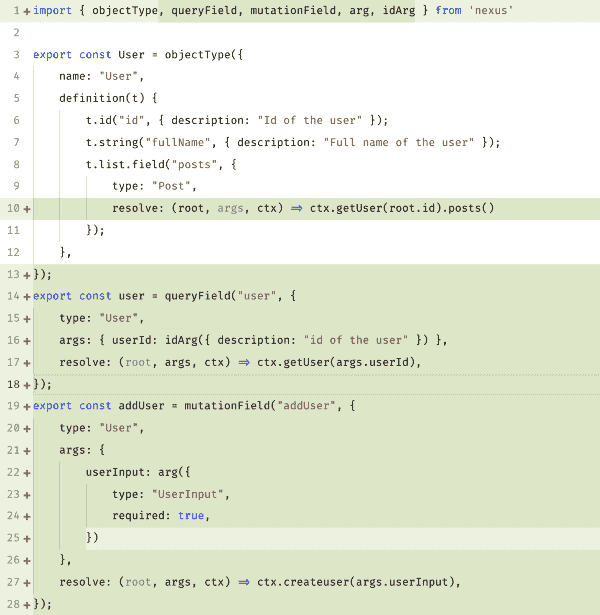 1 + import { objectType, queryField, mutationField, arg, idArg } from 'nexus'
2
3 export const User = objectType({
4 name: "User",
5 definition(t) {
6 t.id("id", { description: "Id of the user" });
7 t.string("fullName", { description: "Full name of the user" });
8 t.list.field("posts", {
9 type: "Post",
10 + resolve: (root, args, ctx) => ctx.getUser(root.id).posts()
11 });
12 },
13 + });
14 + export const user = queryField("user", {
15 + type: "User",
16 + args: { userId: idArg({ description: "id of the user" }) },
17 + resolve: (root, args, ctx) => ctx.getUser(args.userId),
18 + });
19 + export const addUser = mutationField("addUser", {
20 + type: "User",
21 + args: {
22 + userInput: arg({
23 + type: "UserInput",
24 + required: true,
25 + })
26 + },
27 + resolve: (root, args, ctx) => ctx.createuser(args.userInput),
28 + });